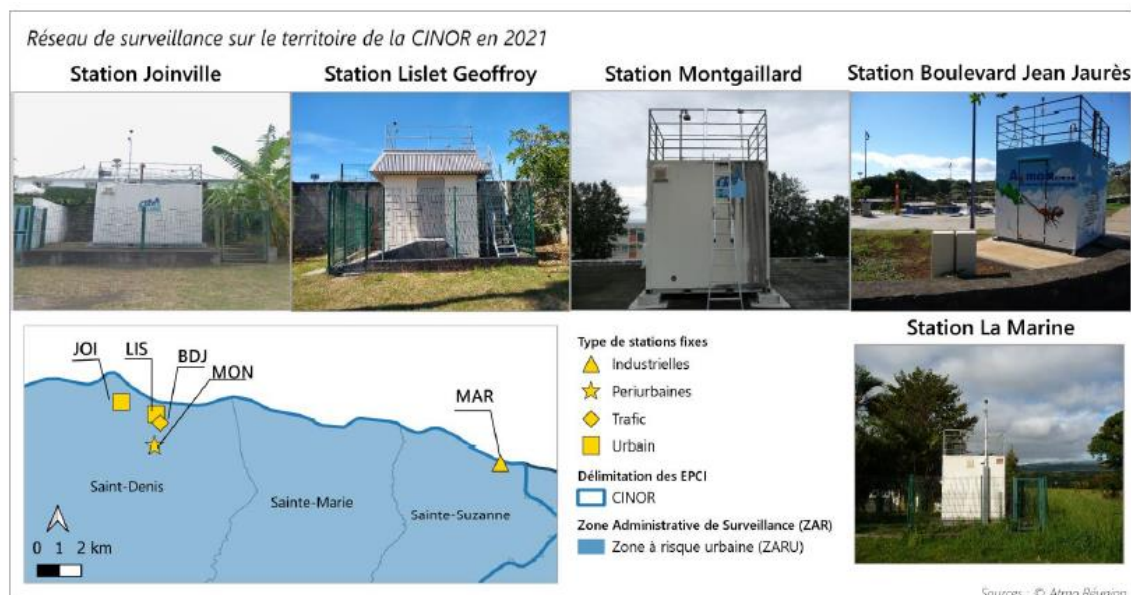 Réseau de surveillance sur le territoire de la CINOR en 2021
Station Joinville
Station Lislet Geoffroy
Station Montgaillard
Station Boulevard Jean Jaurès
Station La Marine
JOI
LIS
BDJ
MON
MAR
Saint-Denis
Sainte-Marie
Sainte-Suzanne
0 1 2 km
Type de stations fixes
Industrielles
Periurbaines
Trafic
Urbain
Délimitation des EPCI
CINOR
Zone Administrative de Surveillance (ZAR)
Zone à risque urbaine (ZARU)
Sources : © Atmo Réunion